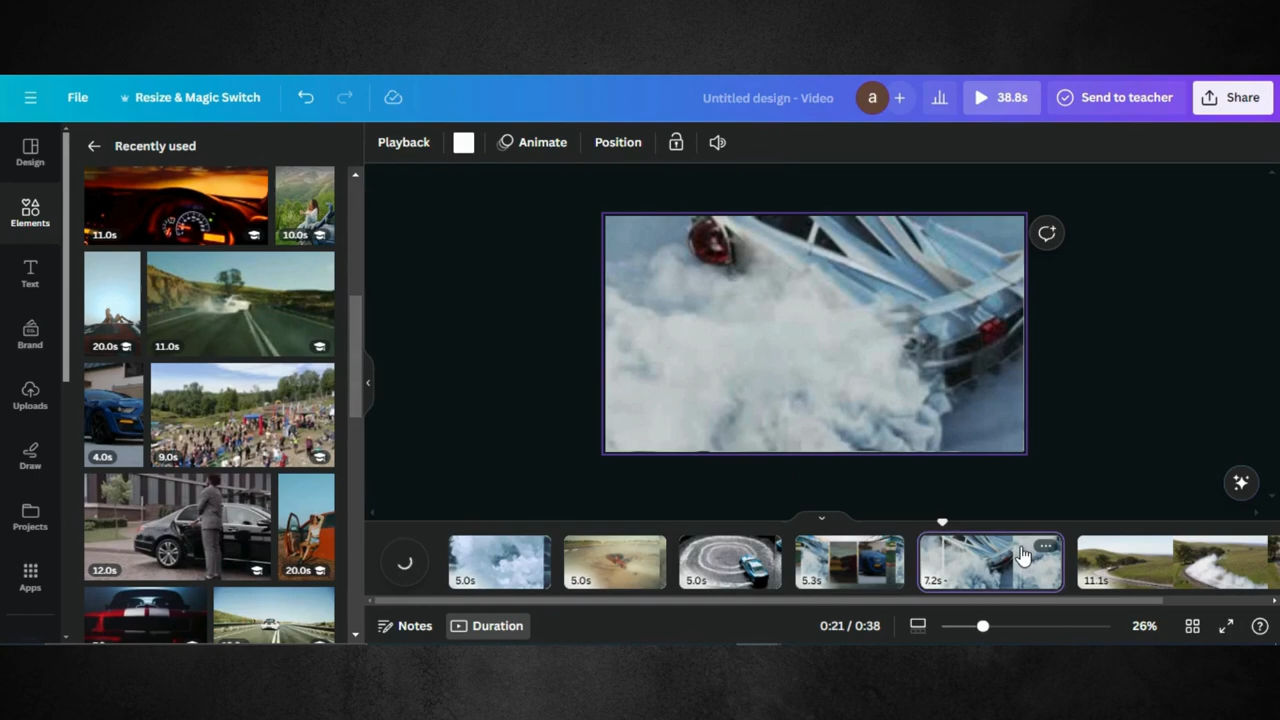 File
Resize & Magic Switch
Untitled design - Video
a
+
38.8s
Send to teacher
Share
Design
Elements
Text
Brand
Uploads
Draw
Projects
Apps
Recently used
11.0s
10.0s
20.0s
11.0s
4.0s
9.0s
12.0s
20.0s
Playback
Animate
Position
5.0s
5.0s
5.0s
5.3s
7.2s
11.1s
Notes
Duration
0:21 / 0:38
26%